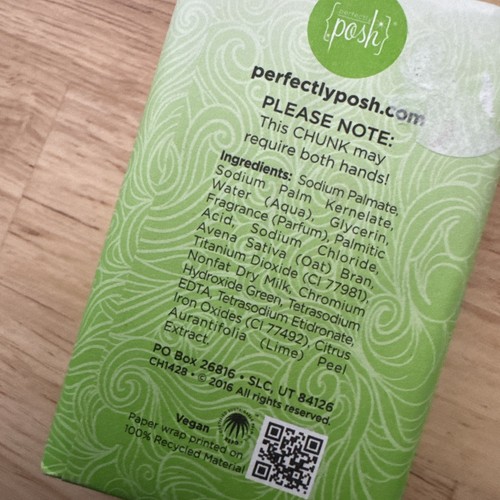 perfectly
{posh}
perfectlyposh.com
PLEASE NOTE:
This CHUNK may
require both hands!
Ingredients: Sodium Palmate,
Sodium Palm Kernelate,
Water (Aqua), Glycerin,
Fragrance (Parfum), Palmitic
Acid, Sodium Chloride,
Avena Sativa (Oat) Bran,
Titanium Dioxide (CI 77981),
Nonfat Dry Milk, Chromium
Hydroxide Green, Tetrasodium
EDTA, Tetrasodium Etidronate,
Iron Oxides (CI 77492), Citrus
Aurantifolia (Lime) Peel
Extract.
PO Box 26816 • SLC, UT 84126
CH1428 • © 2016 All rights reserved.
Vegan
Paper wrap printed on
100% Recycled Material